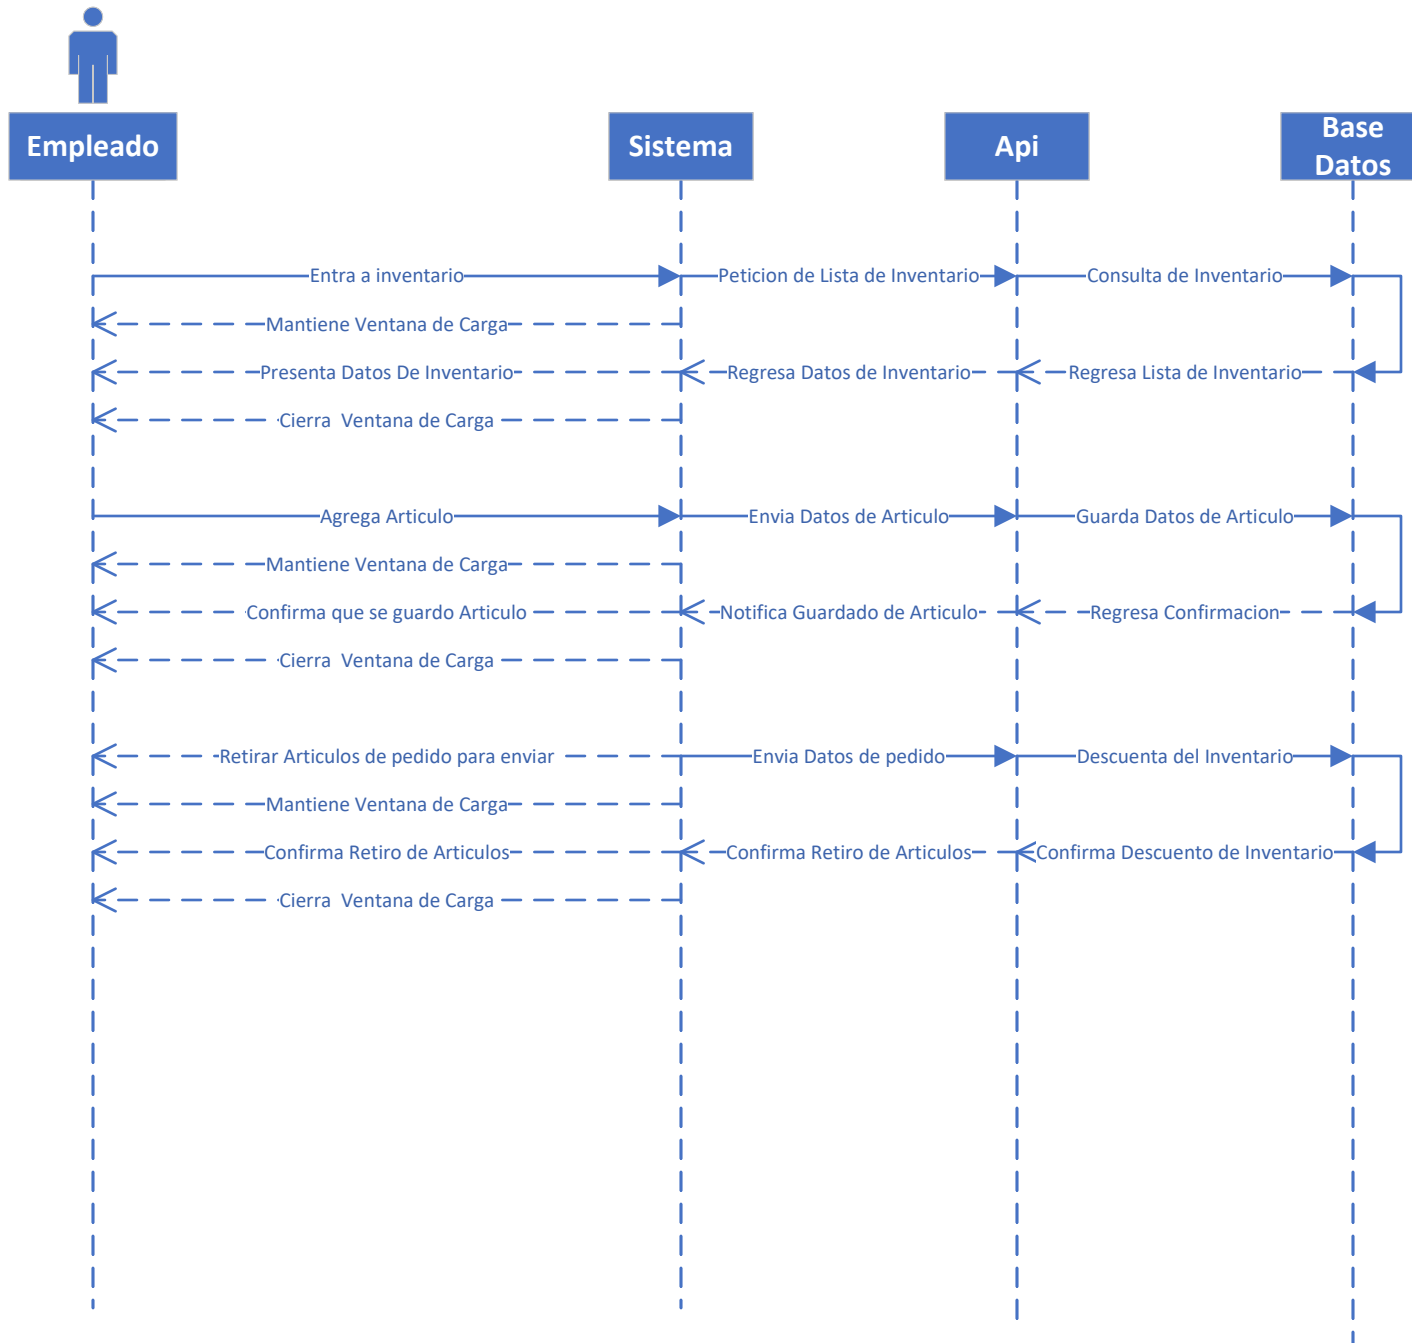 Empleado
Sistema
Api
Base
Datos
Entra a inventario
Peticion de Lista de Inventario
Consulta de Inventario
Mantiene Ventana de Carga
Presenta Datos De Inventario
Regresa Datos de Inventario
Regresa Lista de Inventario
Cierra  Ventana de Carga
Agrega Articulo
Envia Datos de Articulo
Guarda Datos de Articulo
Mantiene Ventana de Carga
Confirma que se guardo Articulo
Notifica Guardado de Articulo
Regresa Confirmacion
Cierra  Ventana de Carga
Retirar Articulos de pedido para enviar
Envia Datos de pedido
Descuenta del Inventario
Mantiene Ventana de Carga
Confirma Retiro de Articulos
Confirma Retiro de Articulos
Confirma Descuento de Inventario
Cierra  Ventana de Carga